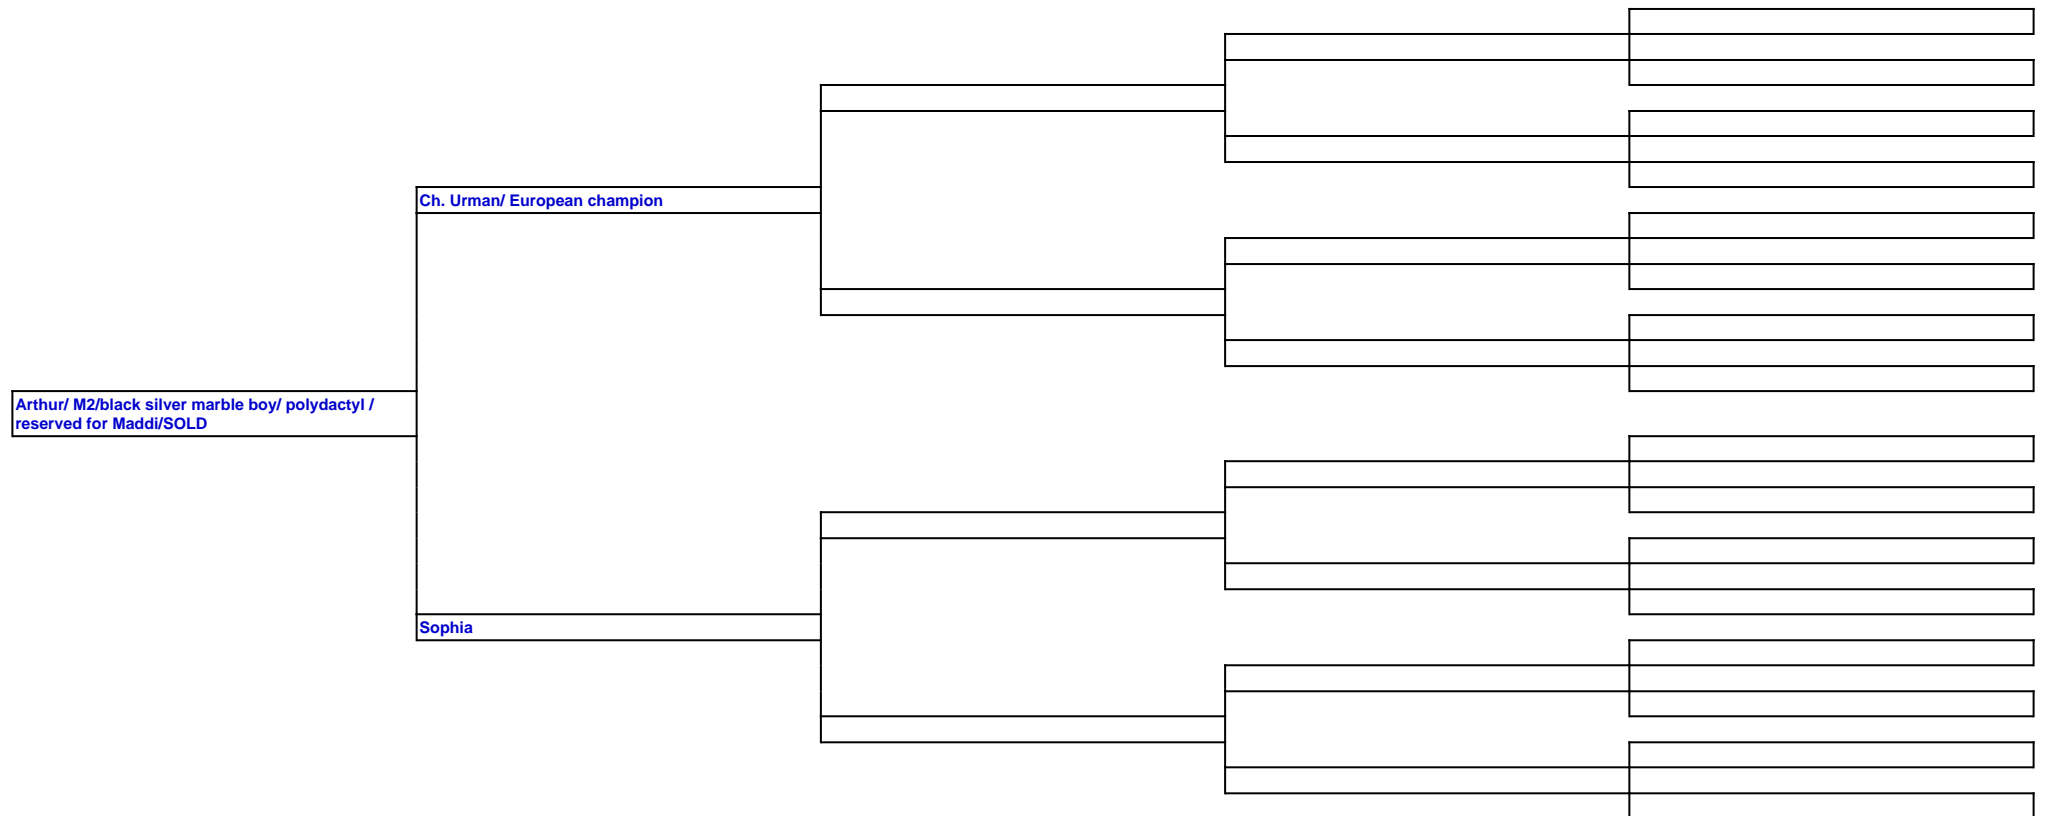 Ch. Urman/ European champion
Arthur/ M2/black silver marble boy/ polydactyl /
reserved for Maddi/SOLD
Sophia